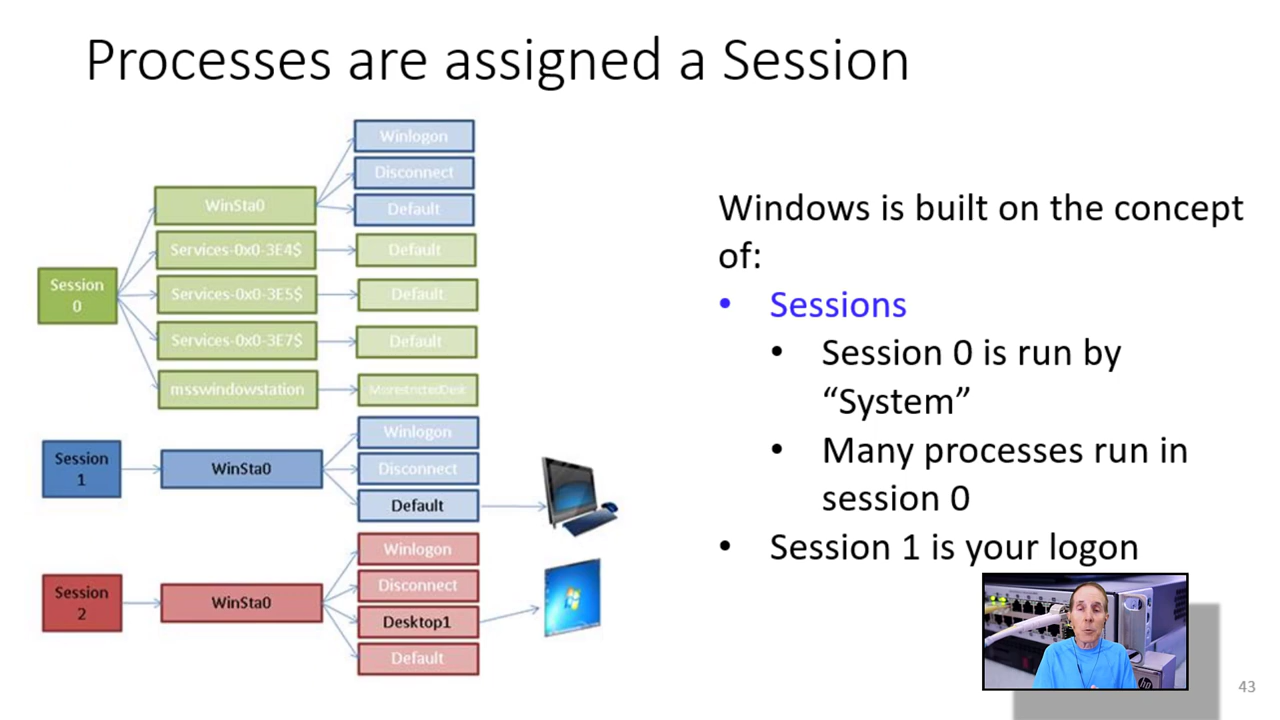 Processes are assigned a Session
Session
0
WinSta0
Services-0x0-3E4$
Services-0x0-3E5$
Services-0x0-3E7$
msswindowstation
Winlogon
Disconnect
Default
Default
Default
Default
MssrestrictedDesk
Session
1
WinSta0
Winlogon
Disconnect
Default
Session
2
WinSta0
Winlogon
Disconnect
Desktop1
Default
Windows is built on the concept
of:
• Sessions
• Session 0 is run by
“System”
• Many processes run in
session 0
• Session 1 is your logon
hp
43